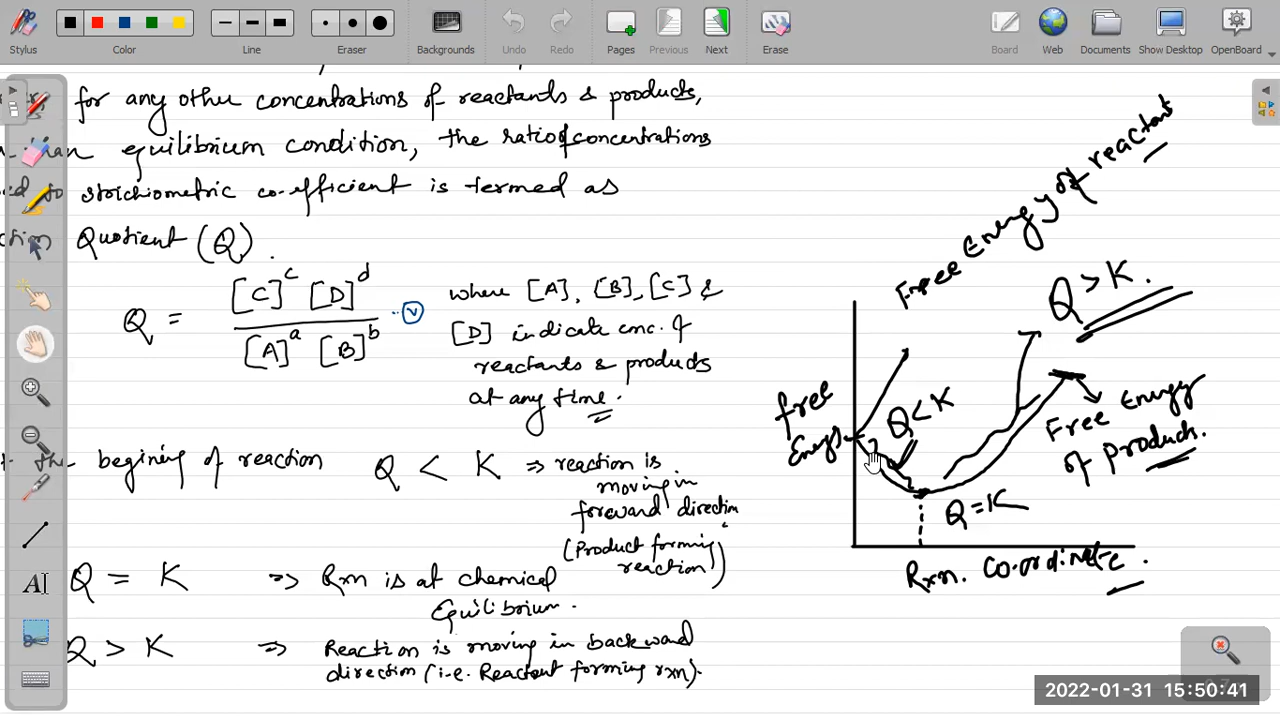 Stylus
Color
Line
Eraser
Backgrounds
Undo
Redo
Pages
Previous
Next
Erase
Board
Web
Documents
Show Desktop
OpenBoard
for any other concentrations of reactants & products,
than equilibrium condition, the ratio of concentrations
to stoichiometric co-efficient is termed as
Quotient (Q).
Q = [C]^c [D]^d / [A]^a [B]^b ..(v)
where [A], [B], [C] &
[D] indicate conc. of
reactants & products
at any time.
the begining of reaction Q < K ⇒ reaction is
moving in
forward direction
(Product forming
reaction)
Q = K ⇒ Rxn is at chemical
Equilibrium.
Q > K ⇒ Reaction is moving in backward
direction (i.e. Reactant forming rxn).
Free Energy of reactant
Q > K.
free
Energy
Q < K
Free Energy
of product.
Q = K
Rxn. Co-ordinate.
2022-01-31 15:50:41